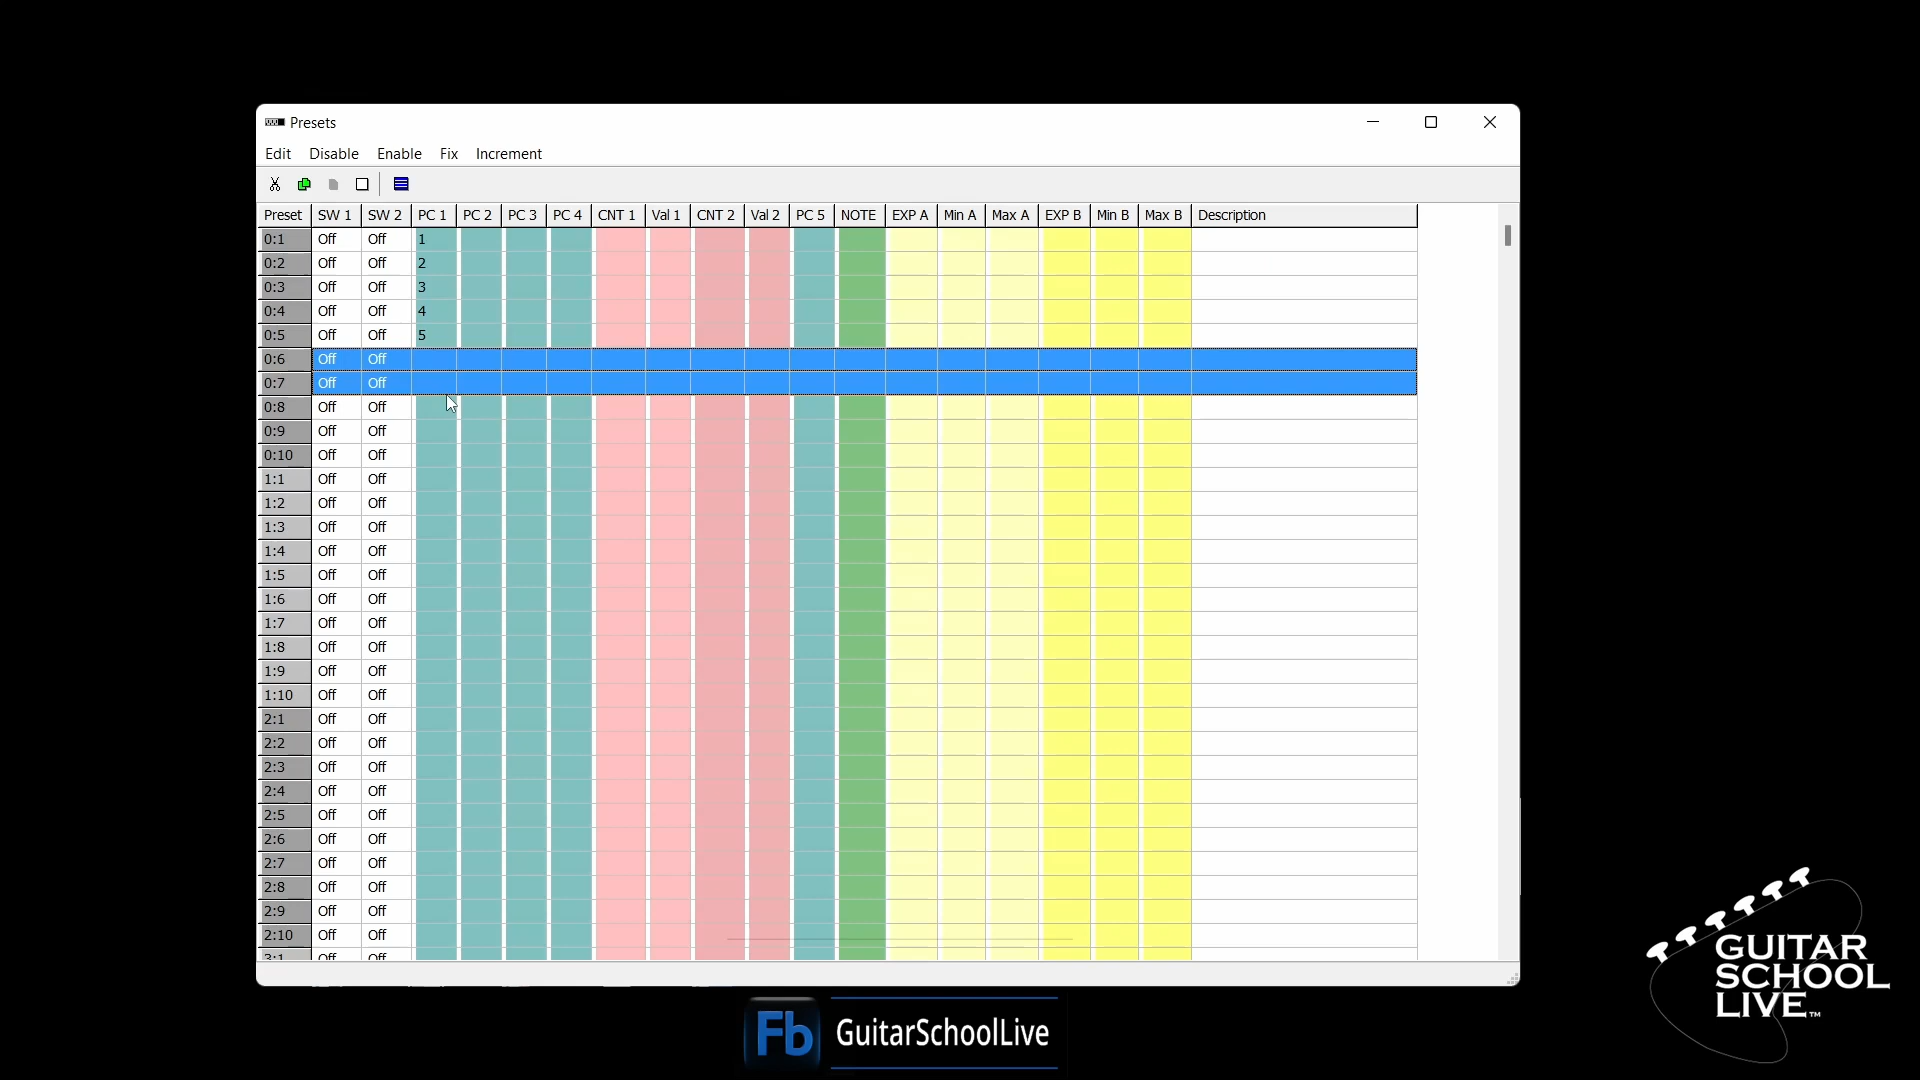 Presets
Edit Disable Enable Fix Increment
Preset SW 1 SW 2 PC 1 PC 2 PC 3 PC 4 CNT 1 Val 1 CNT 2 Val 2 PC 5 NOTE EXP A Min A Max A EXP B Min B Max B Description
0:1 Off Off 1
0:2 Off Off 2
0:3 Off Off 3
0:4 Off Off 4
0:5 Off Off 5
0:6 Off Off
0:7 Off Off
0:8 Off Off
0:9 Off Off
0:10 Off Off
1:1 Off Off
1:2 Off Off
1:3 Off Off
1:4 Off Off
1:5 Off Off
1:6 Off Off
1:7 Off Off
1:8 Off Off
1:9 Off Off
1:10 Off Off
2:1 Off Off
2:2 Off Off
2:3 Off Off
2:4 Off Off
2:5 Off Off
2:6 Off Off
2:7 Off Off
2:8 Off Off
2:9 Off Off
2:10 Off Off
3:1 Off Off
GUITAR
SCHOOL
LIVE™
Fb GuitarSchoolLive